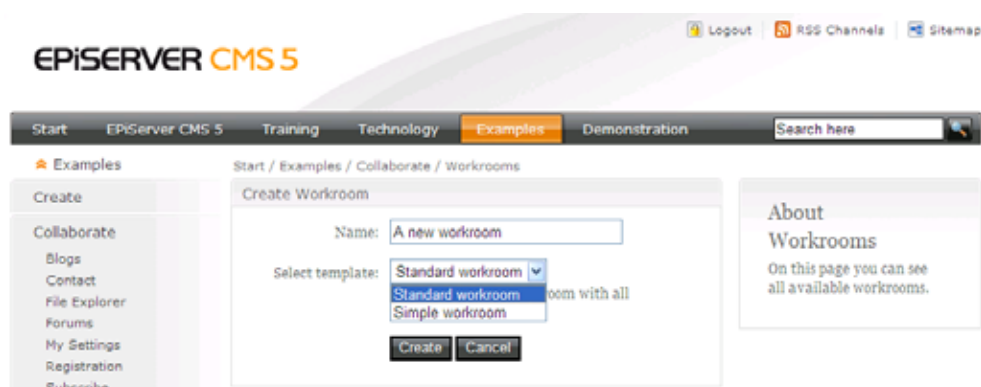 Logout RSS Channels Sitemap
EPiSERVER CMS 5
Start EPiServer CMS 5 Training Technology Examples Demonstration Search here
Examples
Start / Examples / Collaborate / Workrooms
Create
Collaborate
Blogs
Contact
File Explorer
Forums
My Settings
Registration
Subscribe
Create Workroom
Name: A new workroom
Select template: Standard workroom
Standard workroom
Simple workroom
oom with all
Create Cancel
About
Workrooms
On this page you can see
all available workrooms.